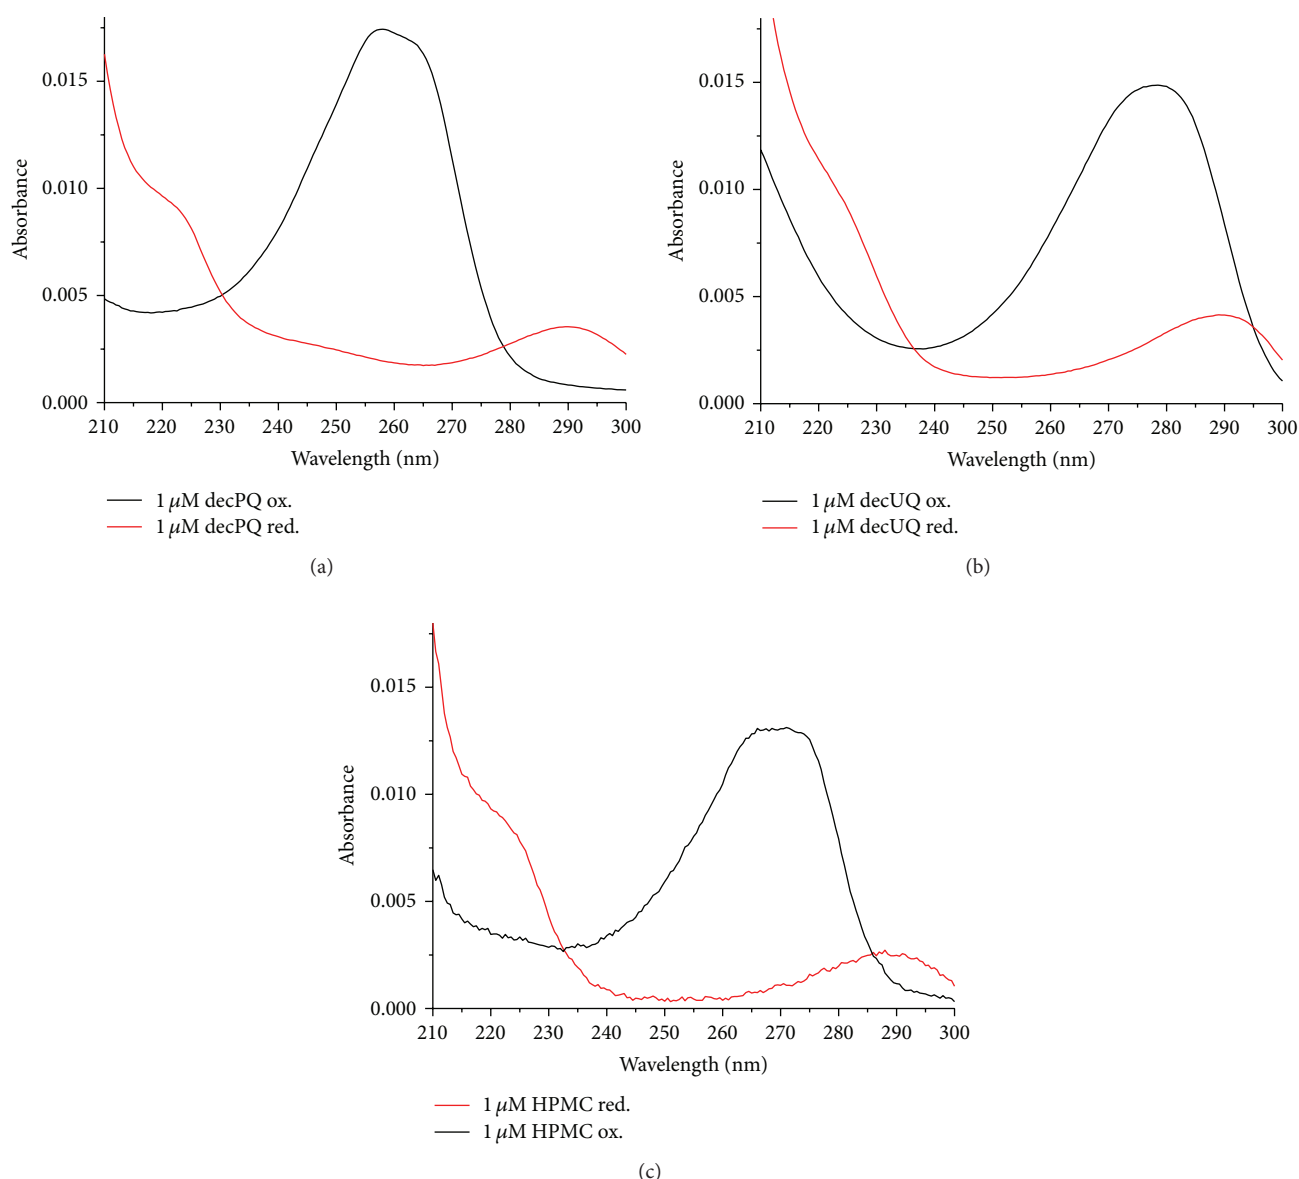 0.015
0.010
0.005
0.000
Absorbance
210 220 230 240 250 260 270 280 290 300
Wavelength (nm)
1 μM decPQ ox.
1 μM decPQ red.
(a)
0.015
0.010
0.005
0.000
Absorbance
210 220 230 240 250 260 270 280 290 300
Wavelength (nm)
1 μM decUQ ox.
1 μM decUQ red.
(b)
0.015
0.010
0.005
0.000
Absorbance
210 220 230 240 250 260 270 280 290 300
Wavelength (nm)
1 μM HPMC red.
1 μM HPMC ox.
(c)